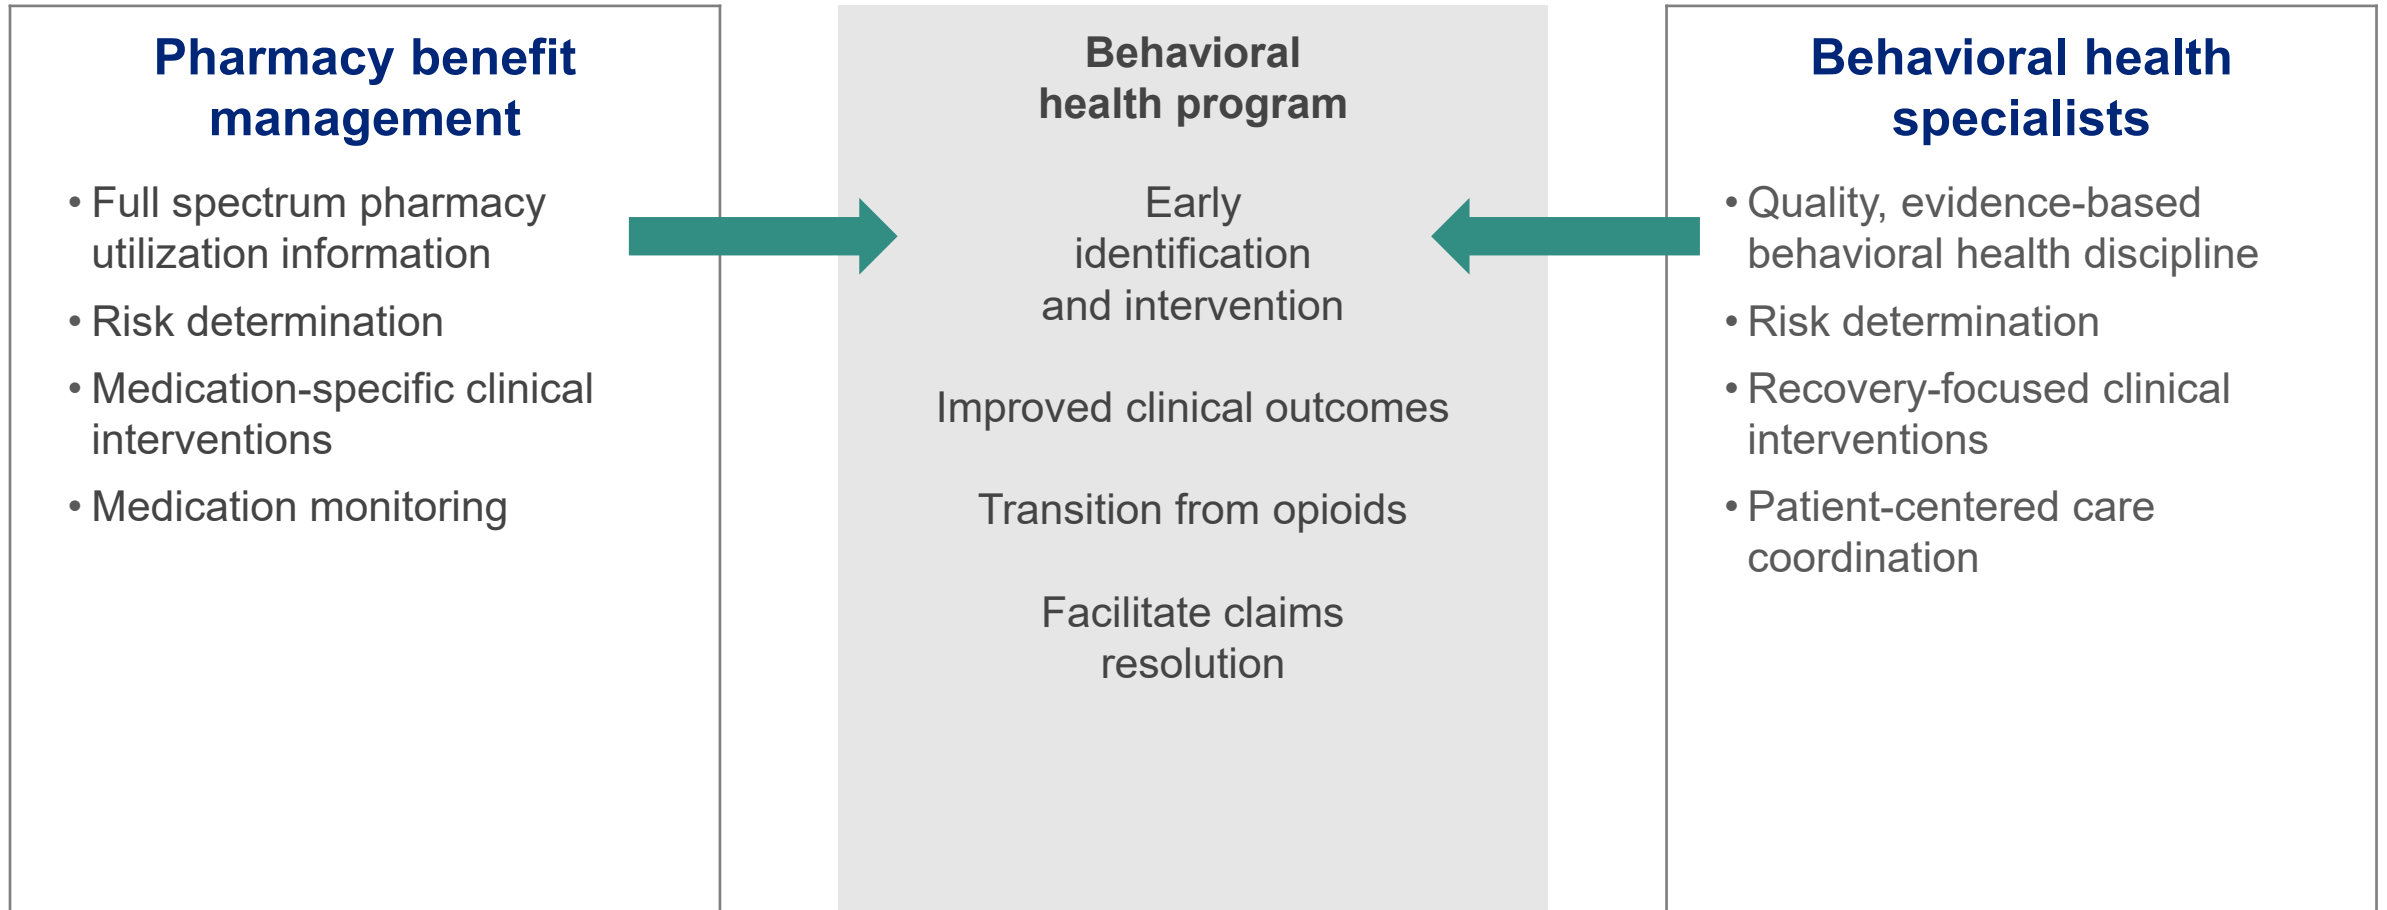 Pharmacy benefit
management
• Full spectrum pharmacy
utilization information
• Risk determination
• Medication-specific clinical
interventions
• Medication monitoring
Behavioral
health program
Early
identification
and intervention
Improved clinical outcomes
Transition from opioids
Facilitate claims
resolution
Behavioral health
specialists
• Quality, evidence-based
behavioral health discipline
• Risk determination
• Recovery-focused clinical
interventions
• Patient-centered care
coordination